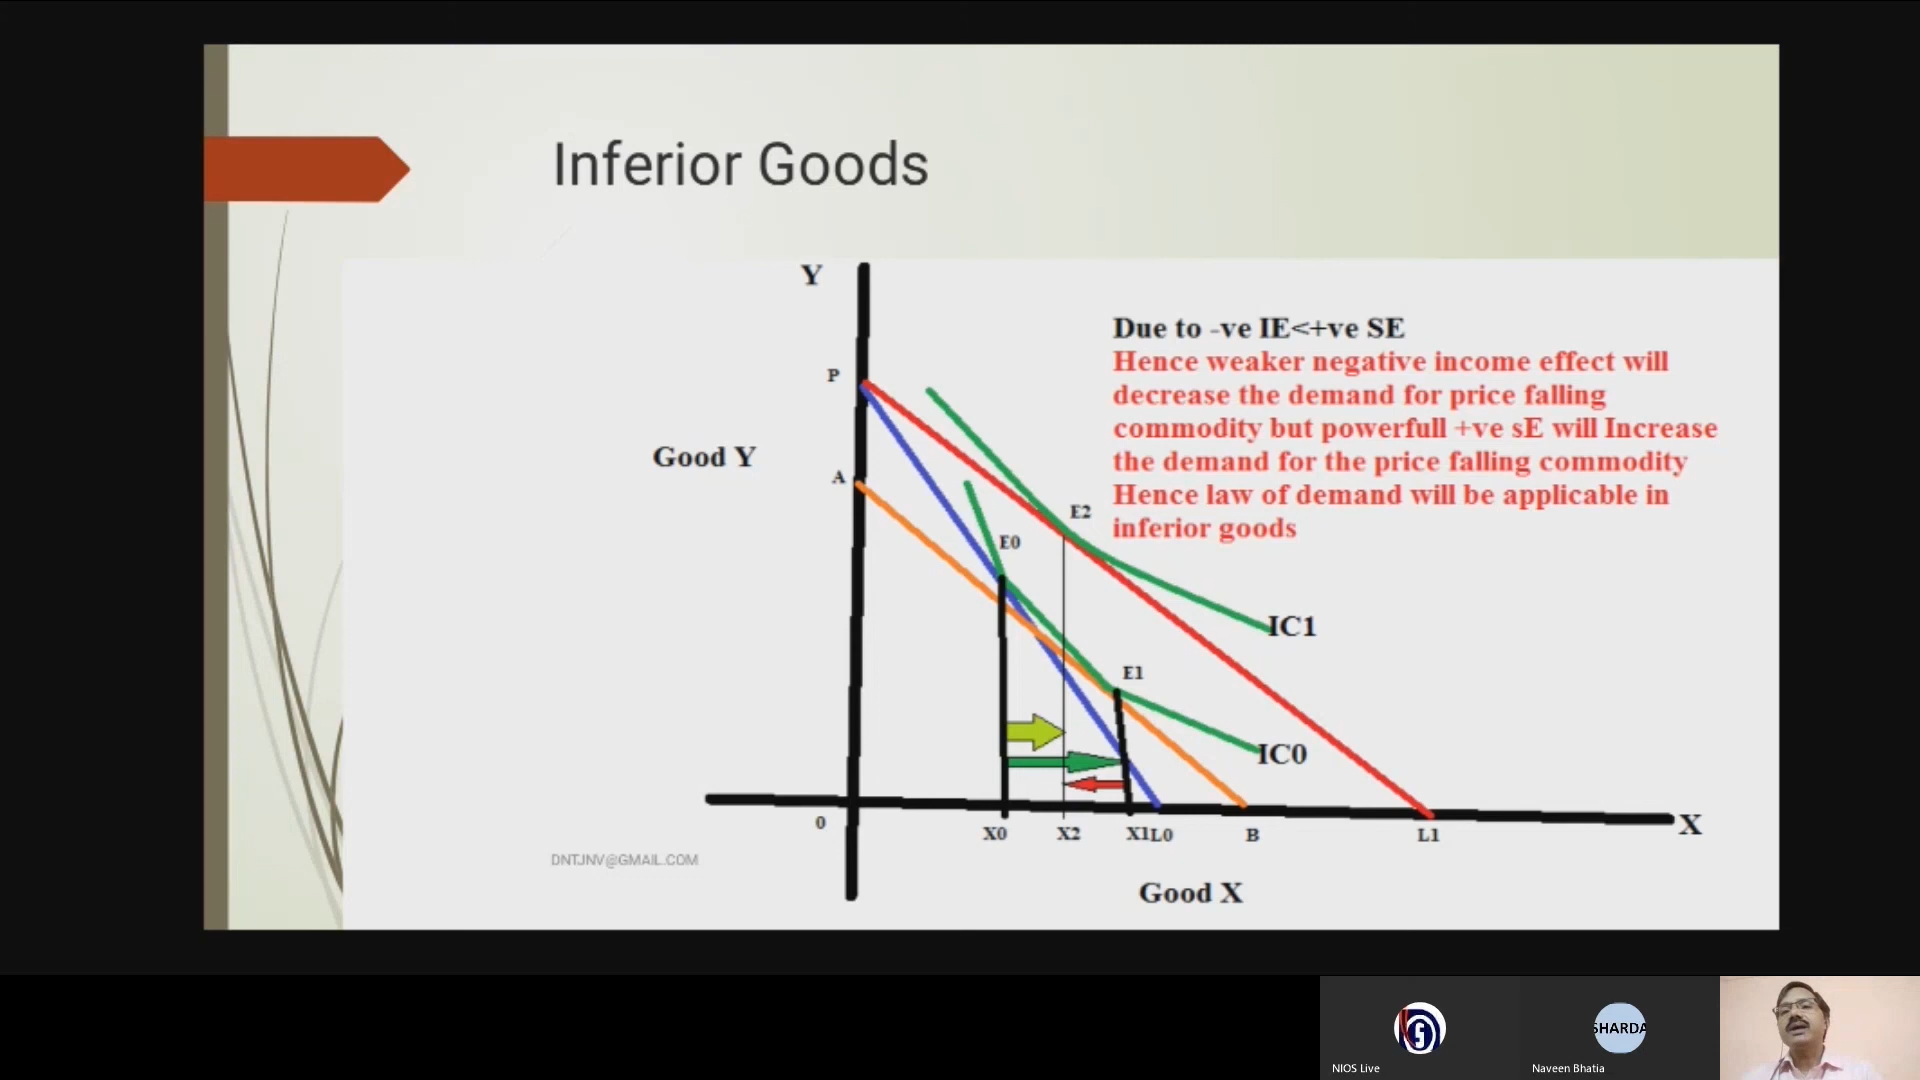 Inferior Goods
Y
Due to -ve IE<+ve SE
Hence weaker negative income effect will
decrease the demand for price falling
commodity but powerfull +ve sE will Increase
the demand for the price falling commodity
Hence law of demand will be applicable in
inferior goods
P
Good Y
A
E2
E0
IC1
E1
IC0
0
X0
X2
X1L0
B
L1
X
DNTJNV@GMAIL.COM
Good X
SHARDA
NIOS Live
Naveen Bhatia